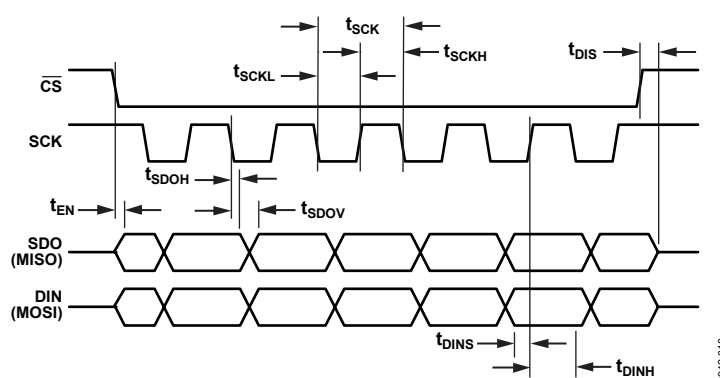 tSCK
tSCKL
tSCKH
tDIS
CS
SCK
tSDOH
tEN
tSDOV
SDO
(MISO)
DIN
(MOSI)
tDINS
tDINH